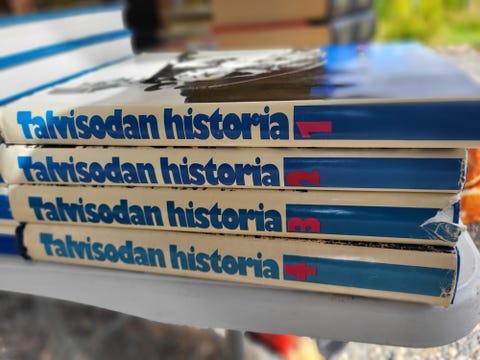 Talvisodan historia 1
Talvisodan historia 2
Talvisodan historia 3
Talvisodan historia 4